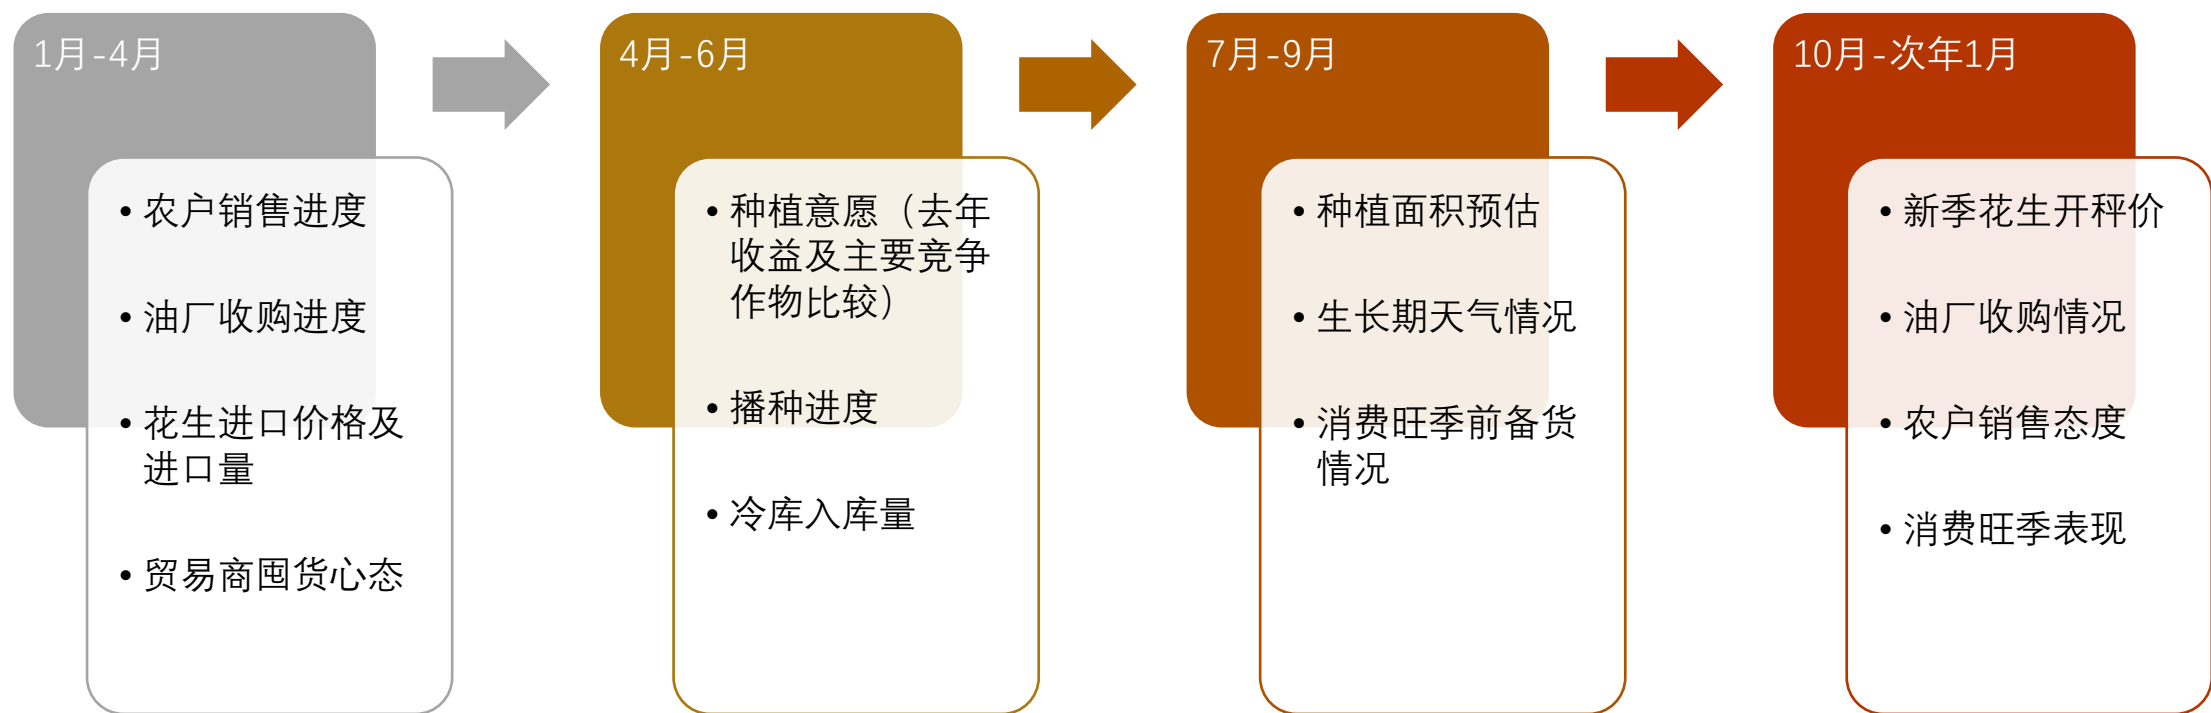 1月-4月
• 农户销售进度
• 油厂收购进度
• 花生进口价格及
进口量
• 贸易商囤货心态
4月-6月
• 种植意愿（去年
收益及主要竞争
作物比较）
• 播种进度
• 冷库入库量
7月-9月
• 种植面积预估
• 生长期天气情况
• 消费旺季前备货
情况
10月-次年1月
• 新季花生开秤价
• 油厂收购情况
• 农户销售态度
• 消费旺季表现